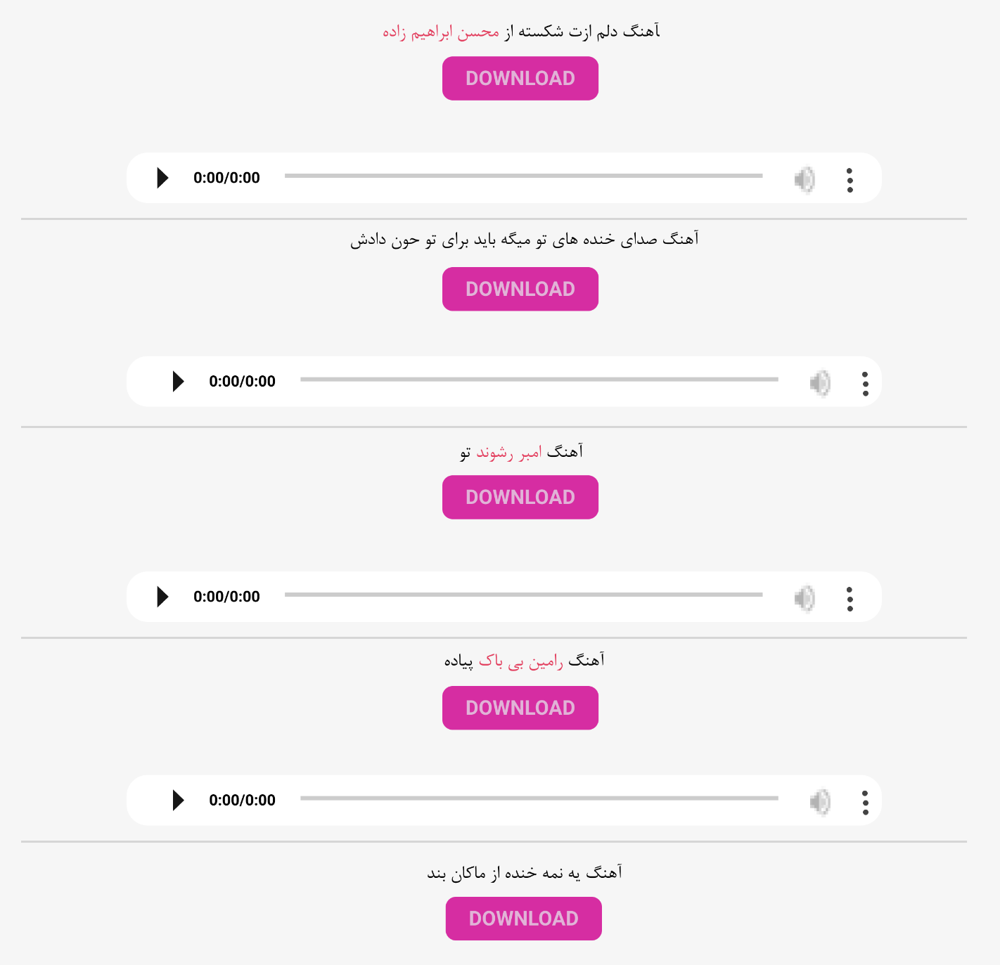 آهنگ دلم ازت شکسته از محسن ابراهیم زاده
DOWNLOAD
0:00/0:00
آهنگ صدای خنده های تو میگه باید برای تو حون دادش
DOWNLOAD
0:00/0:00
آهنگ امبر رشوند تو
DOWNLOAD
0:00/0:00
آهنگ رامین بی باک پیاده
DOWNLOAD
0:00/0:00
آهنگ یه نمه خنده از ماکان بند
DOWNLOAD